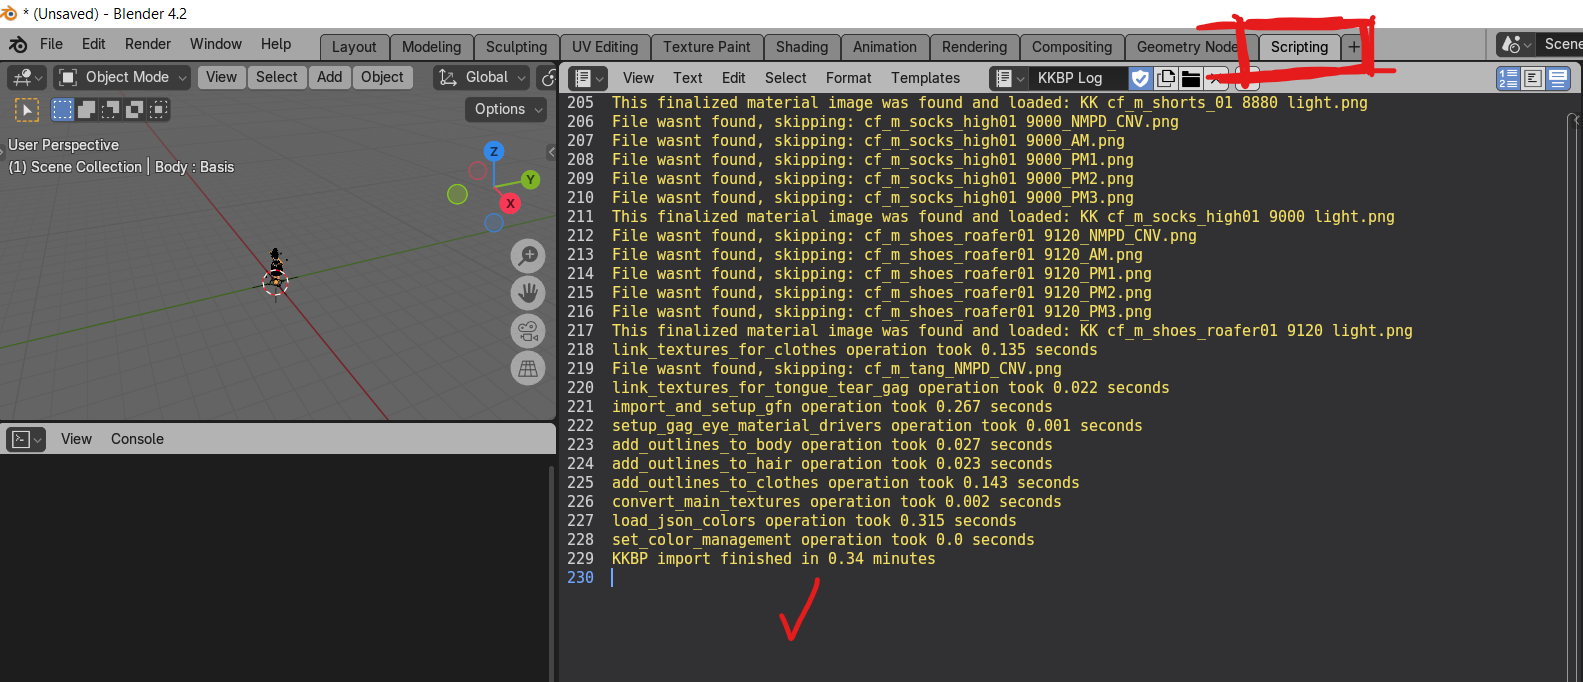 * (Unsaved) - Blender 4.2
File Edit Render Window Help Layout Modeling Sculpting UV Editing Texture Paint Shading Animation Rendering Compositing Geometry Node Scripting + Scene
Object Mode View Select Add Object Global
View Text Edit Select Format Templates KKBP Log
Options
User Perspective
(1) Scene Collection | Body : Basis
Z
Y
X
View Console
205 This finalized material image was found and loaded: KK cf_m_shorts_01 8880 light.png
206 File wasnt found, skipping: cf_m_socks_high01 9000_NMPD_CNV.png
207 File wasnt found, skipping: cf_m_socks_high01 9000_AM.png
208 File wasnt found, skipping: cf_m_socks_high01 9000_PM1.png
209 File wasnt found, skipping: cf_m_socks_high01 9000_PM2.png
210 File wasnt found, skipping: cf_m_socks_high01 9000_PM3.png
211 This finalized material image was found and loaded: KK cf_m_socks_high01 9000 light.png
212 File wasnt found, skipping: cf_m_shoes_roafer01 9120_NMPD_CNV.png
213 File wasnt found, skipping: cf_m_shoes_roafer01 9120_AM.png
214 File wasnt found, skipping: cf_m_shoes_roafer01 9120_PM1.png
215 File wasnt found, skipping: cf_m_shoes_roafer01 9120_PM2.png
216 File wasnt found, skipping: cf_m_shoes_roafer01 9120_PM3.png
217 This finalized material image was found and loaded: KK cf_m_shoes_roafer01 9120 light.png
218 link_textures_for_clothes operation took 0.135 seconds
219 File wasnt found, skipping: cf_m_tang_NMPD_CNV.png
220 link_textures_for_tongue_tear_gag operation took 0.022 seconds
221 import_and_setup_gfn operation took 0.267 seconds
222 setup_gag_eye_material_drivers operation took 0.001 seconds
223 add_outlines_to_body operation took 0.027 seconds
224 add_outlines_to_hair operation took 0.023 seconds
225 add_outlines_to_clothes operation took 0.143 seconds
226 convert_main_textures operation took 0.002 seconds
227 load_json_colors operation took 0.315 seconds
228 set_color_management operation took 0.0 seconds
229 KKBP import finished in 0.34 minutes
230